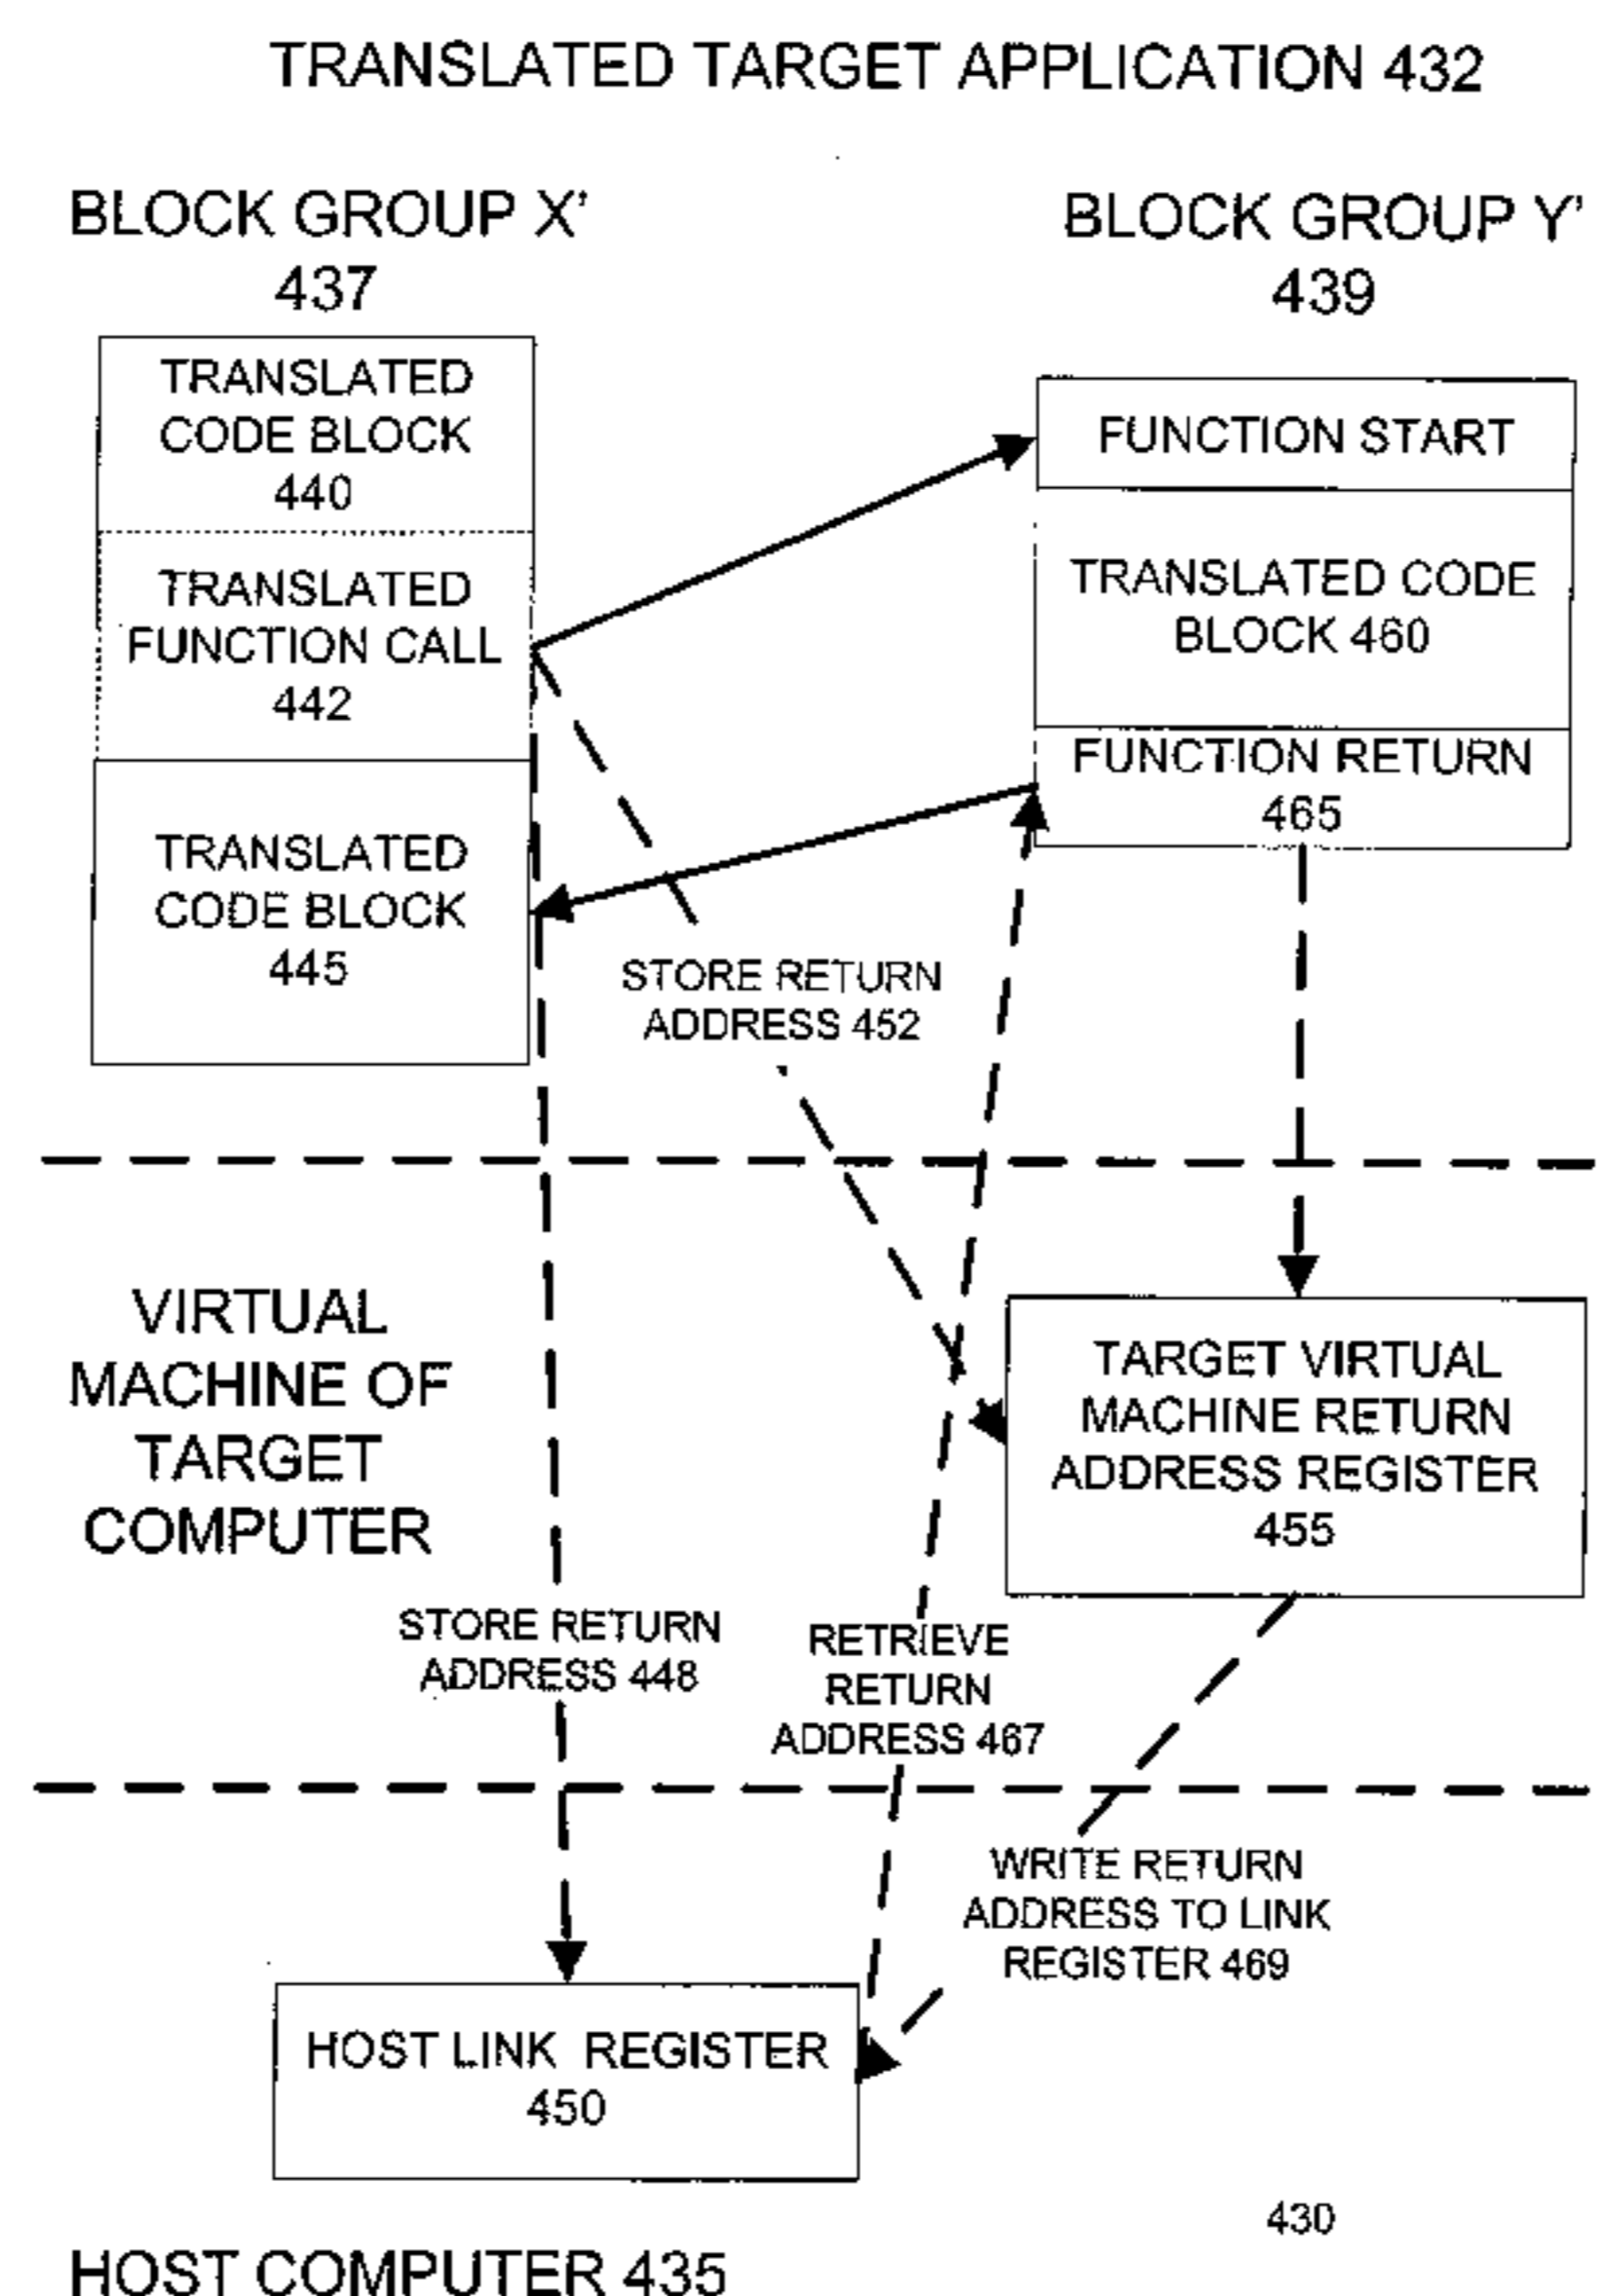 TRANSLATED TARGET APPLICATION 432
BLOCK GROUP X'
437
BLOCK GROUP Y'
439
TRANSLATED
CODE BLOCK
440
TRANSLATED
FUNCTION CALL
442
TRANSLATED
CODE BLOCK
445
FUNCTION START
TRANSLATED CODE
BLOCK 460
FUNCTION RETURN
465
STORE RETURN
ADDRESS 452
VIRTUAL
MACHINE OF
TARGET
COMPUTER
TARGET VIRTUAL
MACHINE RETURN
ADDRESS REGISTER
455
STORE RETURN
ADDRESS 448
RETRIEVE
RETURN
ADDRESS 467
WRITE RETURN
ADDRESS TO LINK
REGISTER 469
HOST LINK REGISTER
450
430
HOST COMPUTER 435